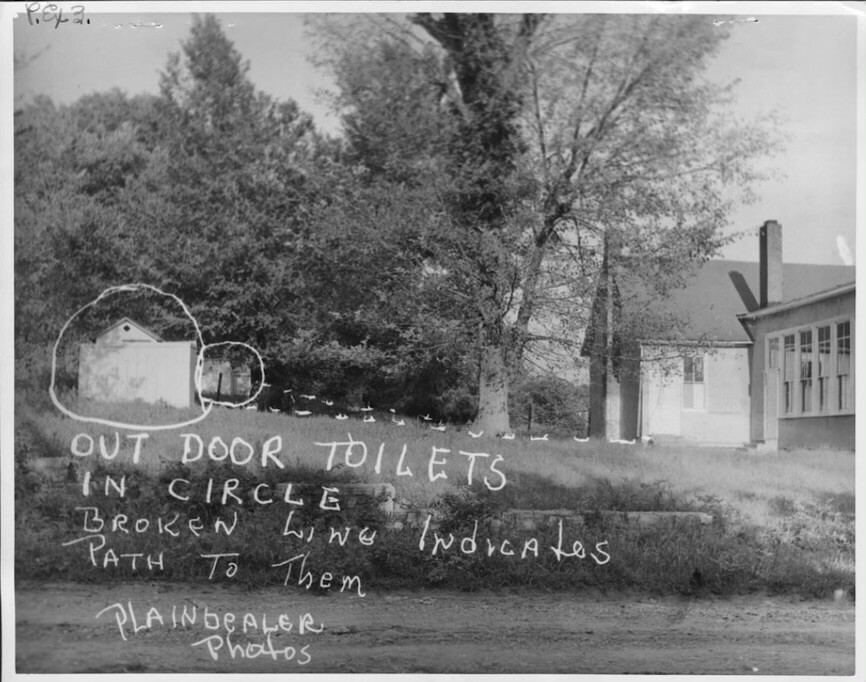 P. Ex 3.
OUT DOOR TOILETS
IN CIRCLE
BROKEN LINE INdicAtes
PATH To Them
PLAINDEALER
Photos